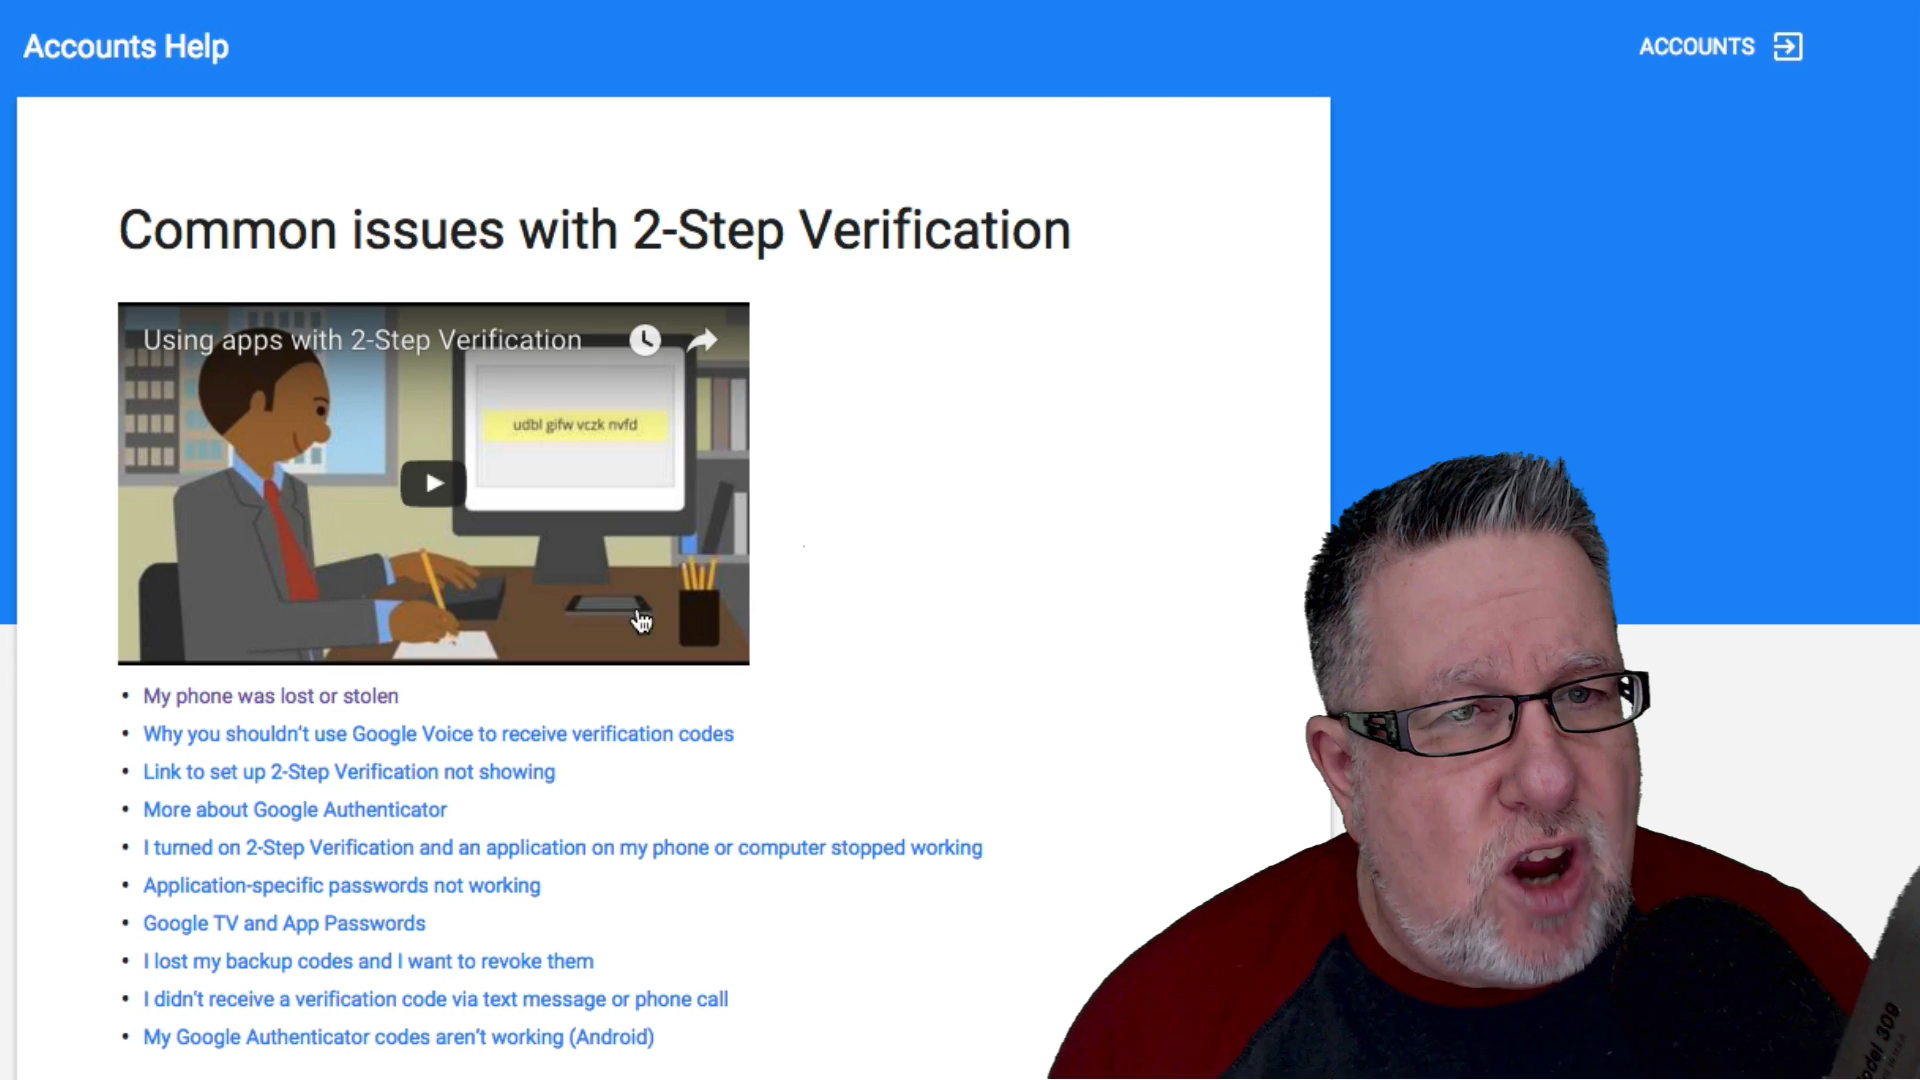 Accounts Help
ACCOUNTS
Common issues with 2-Step Verification
Using apps with 2-Step Verification
udbl gifw vczk nvfd
• My phone was lost or stolen
• Why you shouldn't use Google Voice to receive verification codes
• Link to set up 2-Step Verification not showing
• More about Google Authenticator
• I turned on 2-Step Verification and an application on my phone or computer stopped working
• Application-specific passwords not working
• Google TV and App Passwords
• I lost my backup codes and I want to revoke them
• I didn't receive a verification code via text message or phone call
• My Google Authenticator codes aren't working (Android)
309